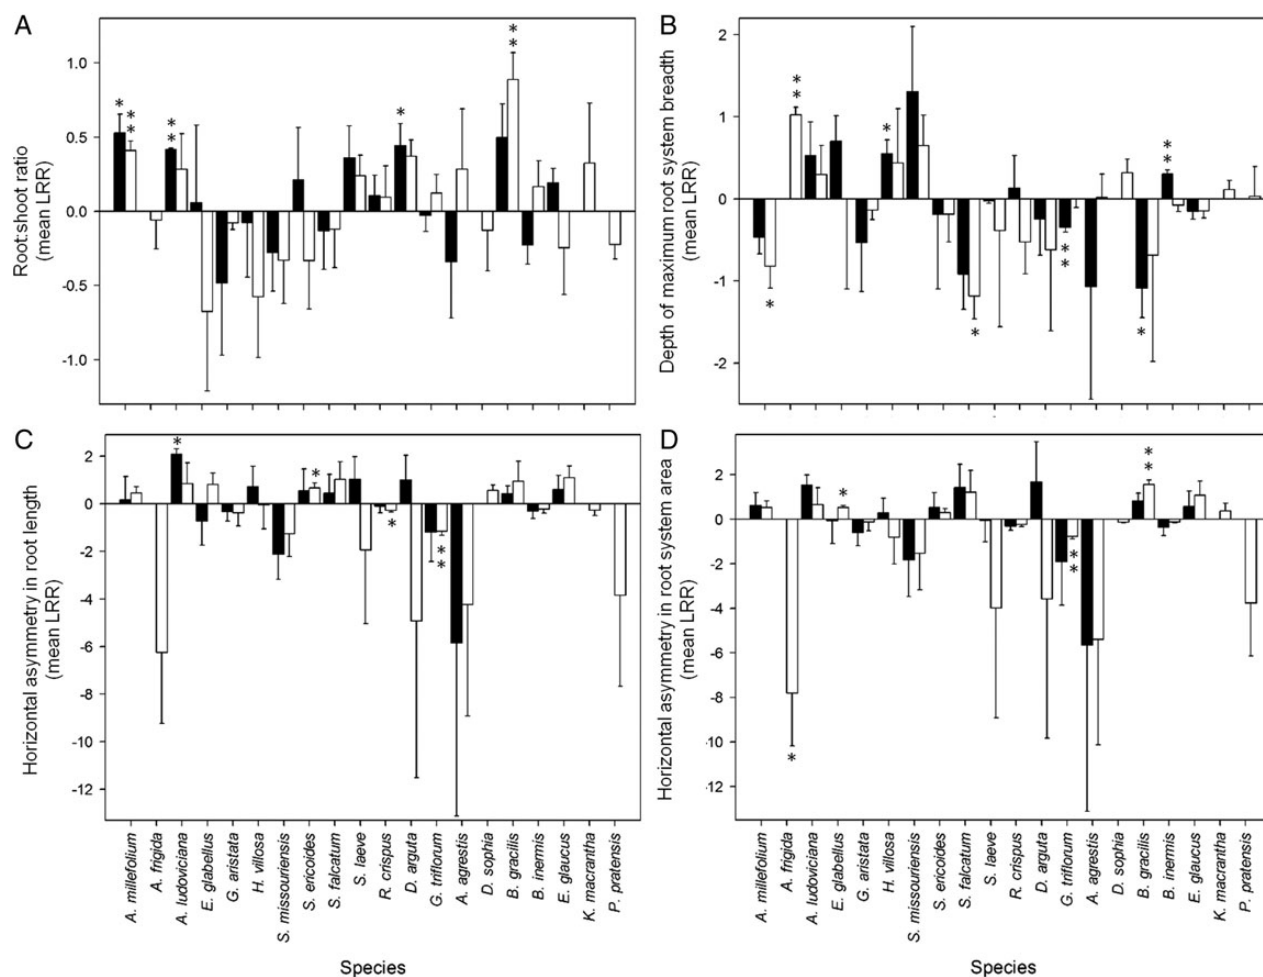 A
B
Root:shoot ratio
(mean LRR)
1.0
0.5
0.0
-0.5
-1.0
*
* *
* *
*
* *
Depth of maximum root system breadth
(mean LRR)
2
1
0
-1
-2
* *
*
* *
*
*
* *
*
C
D
Horizontal asymmetry in root length
(mean LRR)
2
0
-2
-4
-6
-8
-10
-12
*
*
*
* *
Horizontal asymmetry in root system area
(mean LRR)
2
0
-2
-4
-6
-8
-10
-12
*
* *
* *
*
A. millefolium
A. frigida
A. ludoviciana
E. glabellus
G. aristata
H. villosa
S. missouriensis
S. ericoides
S. falcatum
S. laeve
R. crispus
D. arguta
G. triflorum
A. agrestis
D. sophia
B. gracilis
B. inermis
E. glaucus
K. macrantha
P. pratensis
Species
A. millefolium
A. frigida
A. ludoviciana
E. glabellus
G. aristata
H. villosa
S. missouriensis
S. ericoides
S. falcatum
S. laeve
R. crispus
D. arguta
G. triflorum
A. agrestis
D. sophia
B. gracilis
B. inermis
E. glaucus
K. macrantha
P. pratensis
Species